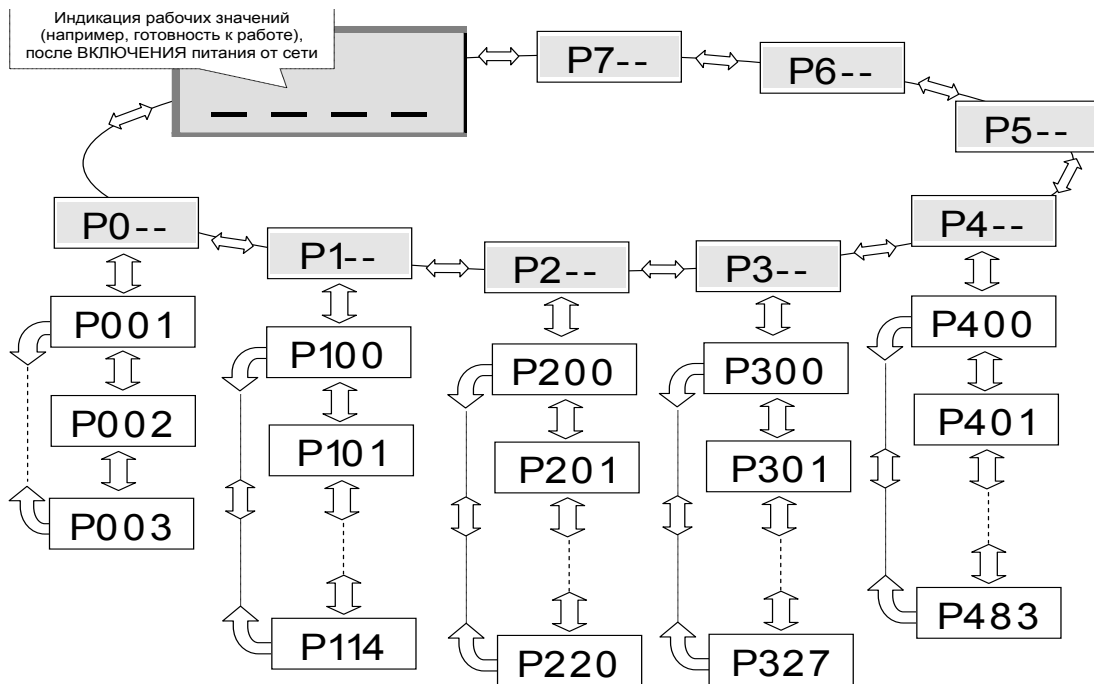 Индикация рабочих значений
(например, готовность к работе),
после ВКЛЮЧЕНИЯ питания от сети
_ _ _ _
P7--
P6--
P5--
P0--
P1--
P2--
P3--
P4--
P001
P002
P003
P100
P101
P114
P200
P201
P220
P300
P301
P327
P400
P401
P483